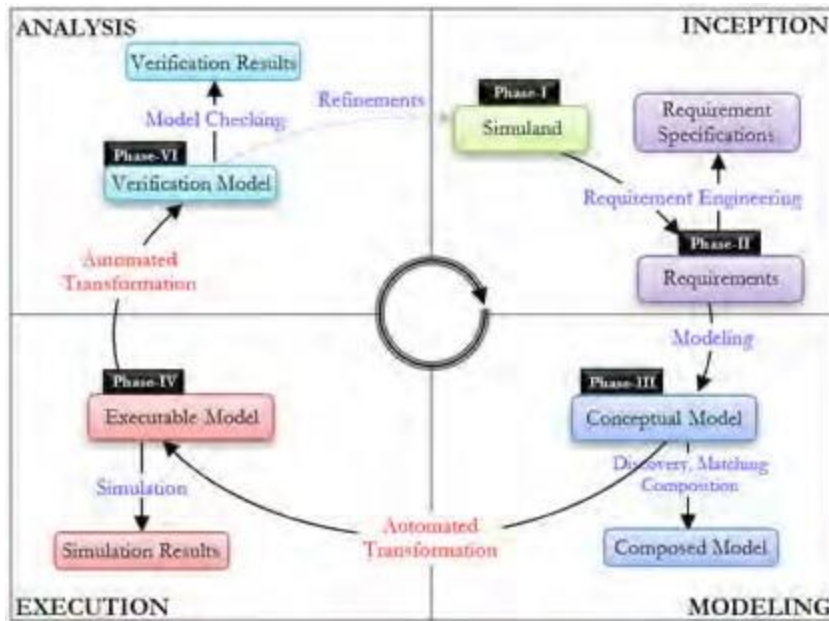 ANALYSIS
INCEPTION
Verification Results
Model Checking
Refinements
Phase-VI
Verification Model
Automated
Transformation
Phase-I
Simuland
Requirement
Specifications
Requirement Engineering
Phase-II
Requirements
Modeling
Phase-III
Conceptual Model
Discovery, Matching
Composition
Composed Model
Automated
Transformation
Phase-IV
Executable Model
Simulation
Simulation Results
EXECUTION
MODELING